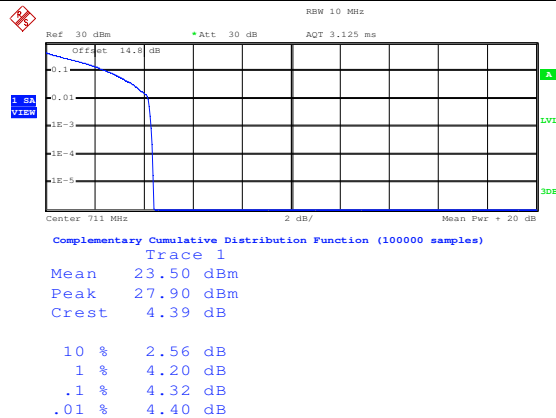 RBW 10 MHz
Ref 30 dBm *Att 30 dB AQT 3.125 ms
Offset 14.8 dB
0.1
A
0.01
1 SA
VIEW
1E-3
LVL
1E-4
1E-5
3DB
Center 711 MHz 2 dB/ Mean Pwr + 20 dB
Complementary Cumulative Distribution Function (100000 samples)
Trace 1
Mean 23.50 dBm
Peak 27.90 dBm
Crest 4.39 dB
10 % 2.56 dB
1 % 4.20 dB
.1 % 4.32 dB
.01 % 4.40 dB